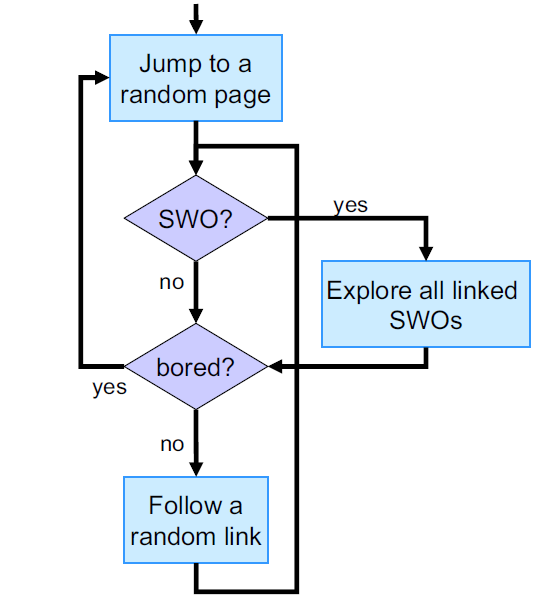 Jump to a
random page
SWO?
yes
no
Explore all linked
SWOs
bored?
yes
no
Follow a
random link